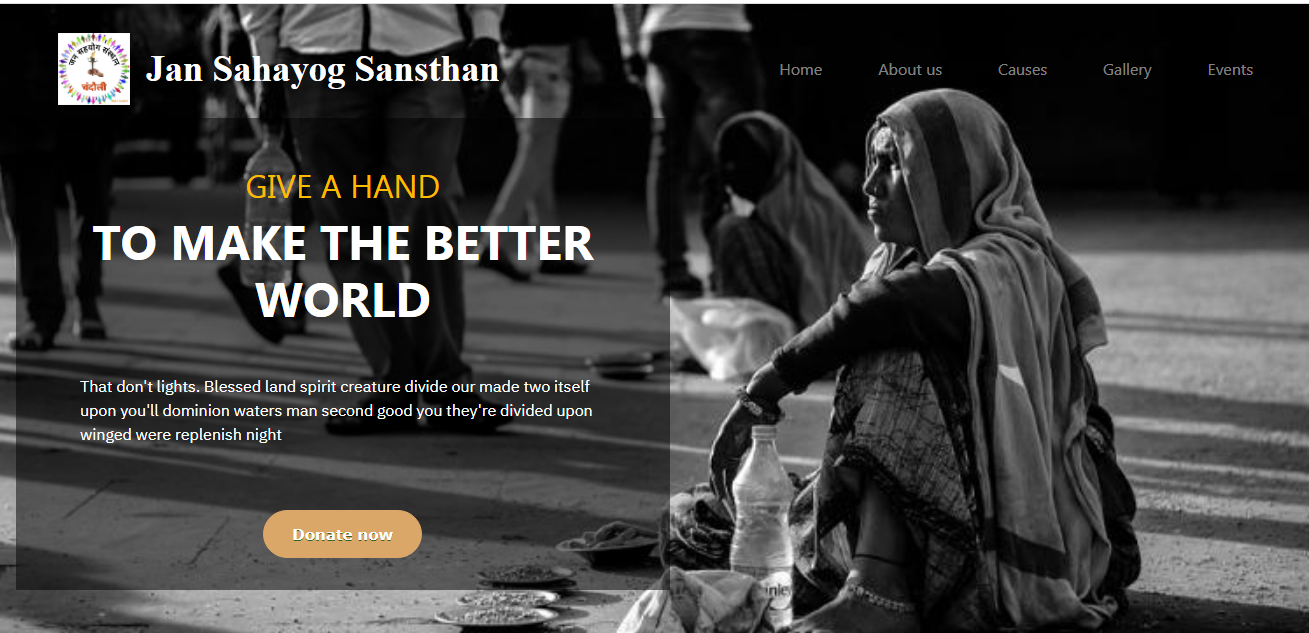 जन सहयोग संस्थान
चंदौली
Jan Sahayog Sansthan
Home About us Causes Gallery Events
GIVE A HAND
TO MAKE THE BETTER
WORLD
That don't lights. Blessed land spirit creature divide our made two itself
upon you'll dominion waters man second good you they're divided upon
winged were replenish night
Donate now